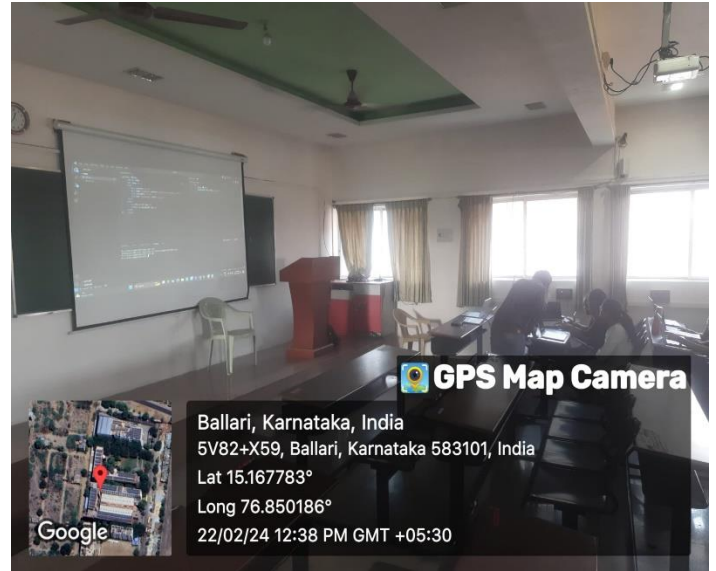 GPS Map Camera
Ballari, Karnataka, India
5V82+X59, Ballari, Karnataka 583101, India
Lat 15.167783°
Long 76.850186°
22/02/24 12:38 PM GMT +05:30
Google